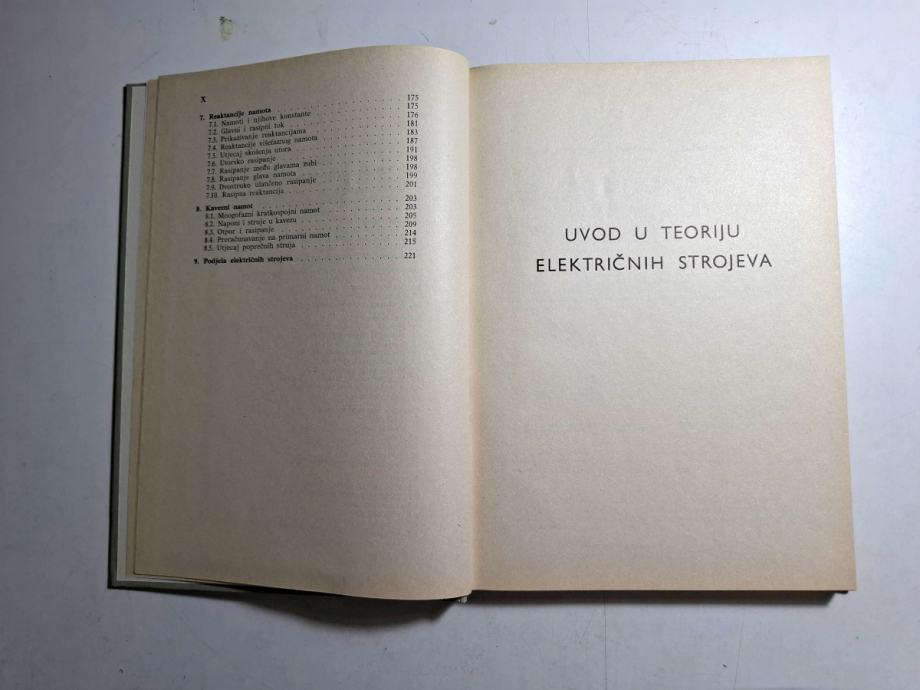 X
7. Reaktancije namota . . . 175
7.1. Namoti i njihove konstante . . . 175
7.2. Glavni i rasipni tok . . . 176
7.3. Prikazivanje reaktancijama . . . 181
7.4. Reaktancije višefaznog namota . . . 183
7.5. Utjecaj skošenja utora . . . 187
7.6. Utorsko rasipanje . . . 191
7.7. Rasipanje među glavama zubi . . . 198
7.8. Rasipanje glava namota . . . 198
7.9. Dvostruko ulančeno rasipanje . . . 199
7.10. Rasipna reaktancija . . . 201
8. Kavezni namot . . . 203
8.1. Mnogofazni kratkospojni namot . . . 203
8.2. Naponi i struje u kavezu . . . 205
8.3. Otpor i rasipanje . . . 209
8.4. Preračunavanje na primarni namot . . . 214
8.5. Utjecaj poprečnih struja . . . 215
9. Podjela električnih strojeva . . . 221
UVOD U TEORIJU
ELEKTRIČNIH STROJEVA